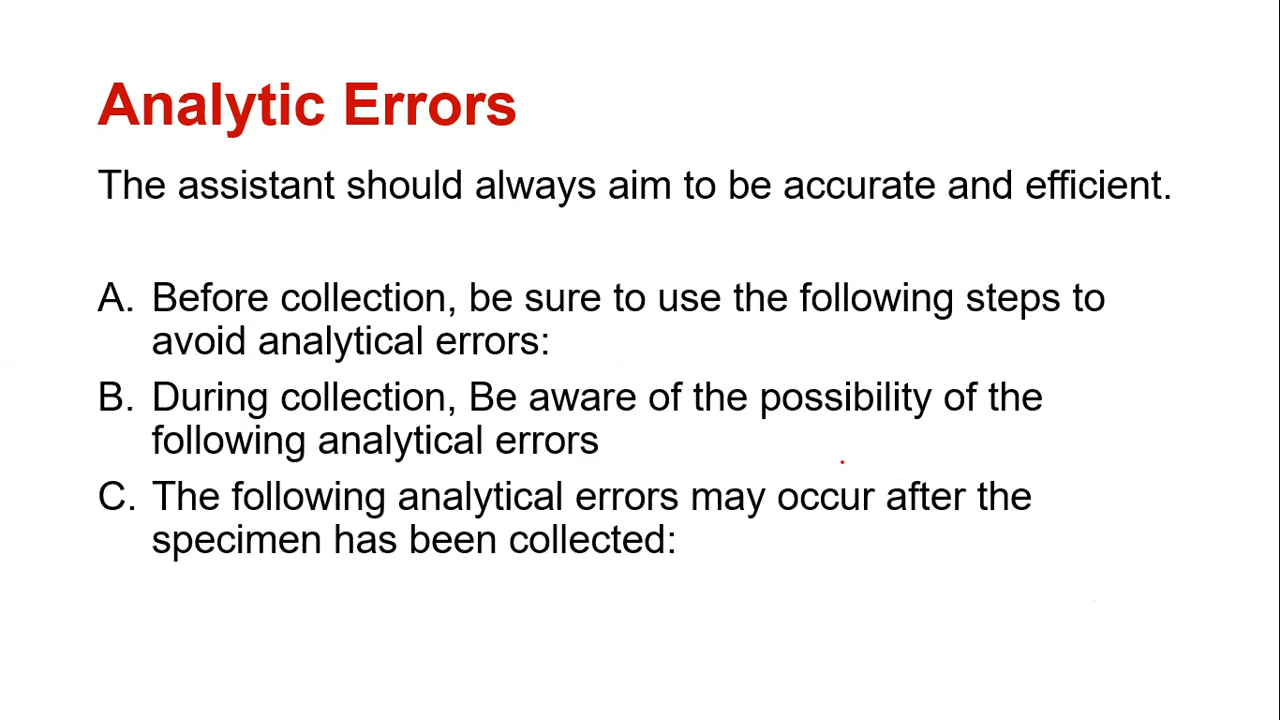 Analytic Errors
The assistant should always aim to be accurate and efficient.
A. Before collection, be sure to use the following steps to
avoid analytical errors:
B. During collection, Be aware of the possibility of the
following analytical errors
C. The following analytical errors may occur after the
specimen has been collected: